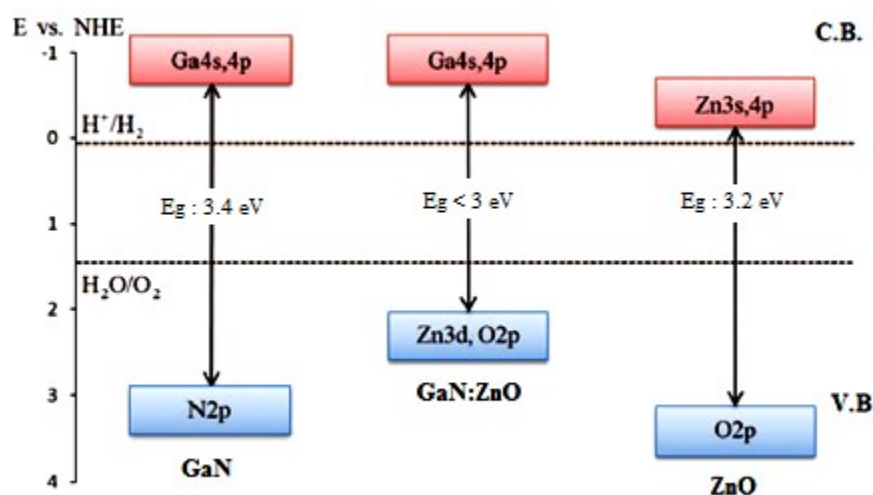 E vs. NHE
C.B.
-1
Ga4s,4p
Ga4s,4p
Zn3s,4p
H⁺/H₂
0
Eg : 3.4 eV
Eg < 3 eV
Eg : 3.2 eV
1
H₂O/O₂
2
Zn3d, O2p
GaN:ZnO
3
N2p
V.B
O2p
GaN
4
ZnO